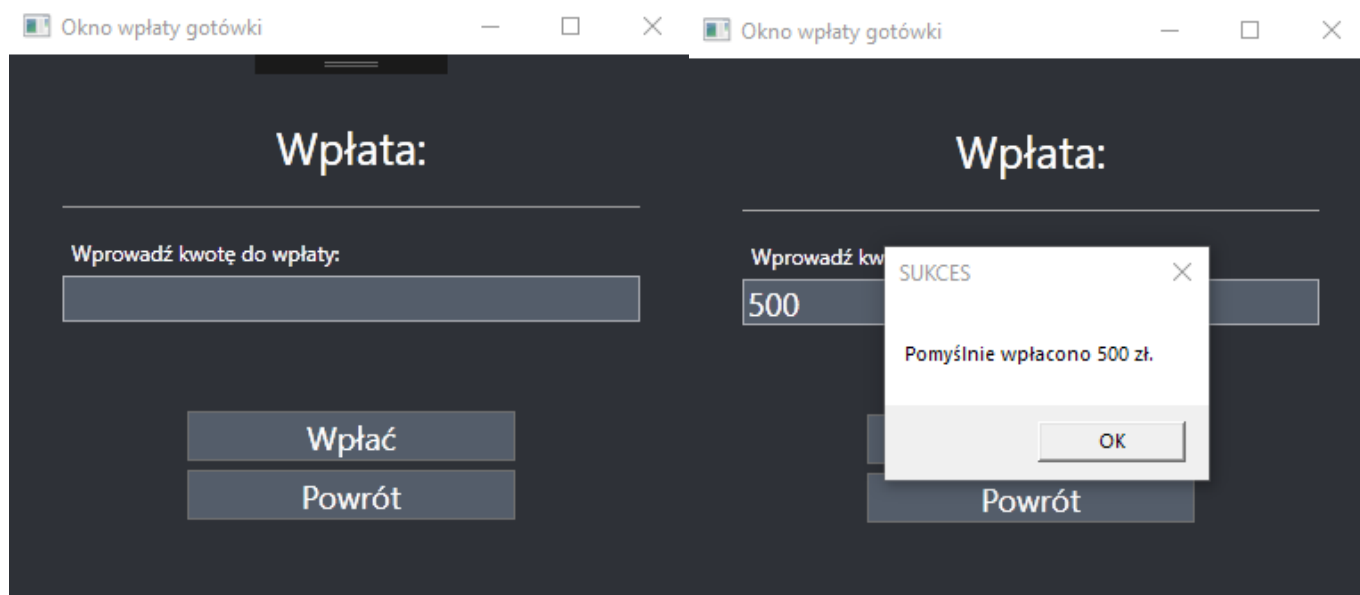 Okno wpłaty gotówki
Wpłata:
Wprowadź kwotę do wpłaty:
Wpłać
Powrót
Okno wpłaty gotówki
Wpłata:
Wprowadź kw
500
SUKCES
Pomyślnie wpłacono 500 zł.
OK
Powrót